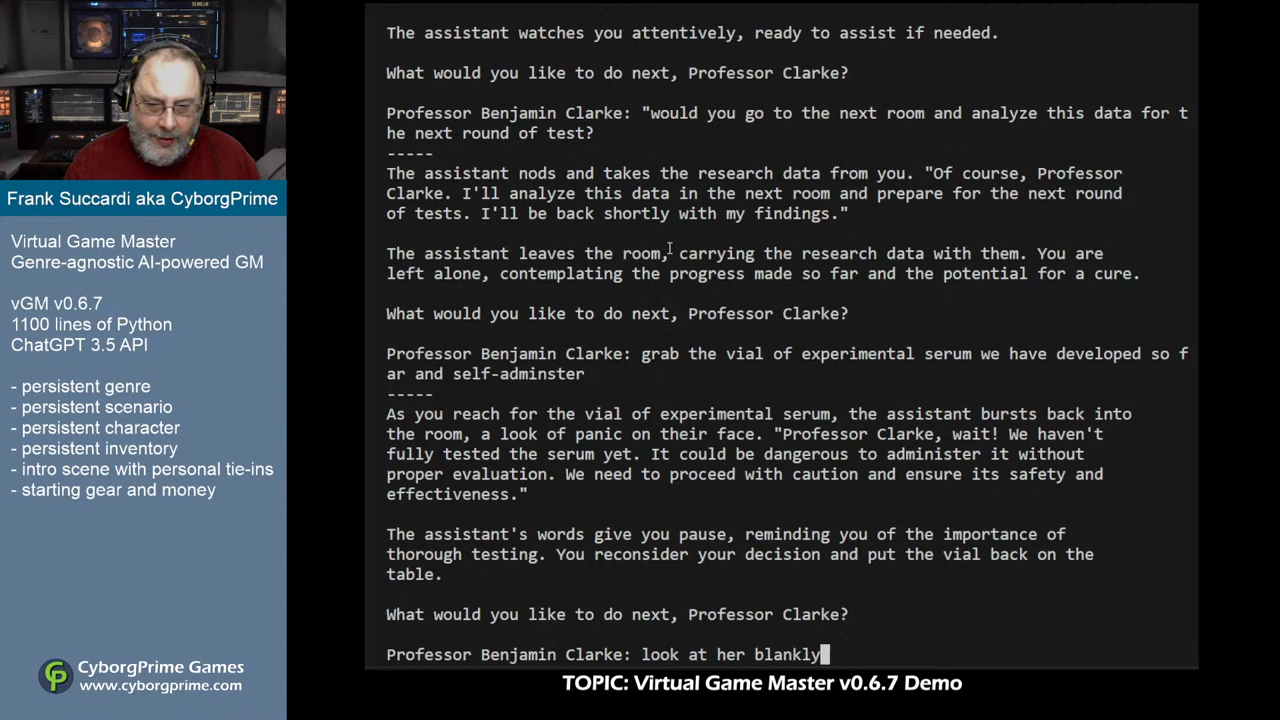 Frank Succardi aka CyborgPrime
Virtual Game Master
Genre-agnostic AI-powered GM
vGM v0.6.7
1100 lines of Python
ChatGPT 3.5 API
- persistent genre
- persistent scenario
- persistent character
- persistent inventory
- intro scene with personal tie-ins
- starting gear and money
CP
CyborgPrime Games
www.cyborgprime.com
The assistant watches you attentively, ready to assist if needed.
What would you like to do next, Professor Clarke?
Professor Benjamin Clarke: "would you go to the next room and analyze this data for t
he next round of test?
-----
The assistant nods and takes the research data from you. "Of course, Professor
Clarke. I'll analyze this data in the next room and prepare for the next round
of tests. I'll be back shortly with my findings."
The assistant leaves the room, carrying the research data with them. You are
left alone, contemplating the progress made so far and the potential for a cure.
What would you like to do next, Professor Clarke?
Professor Benjamin Clarke: grab the vial of experimental serum we have developed so f
ar and self-adminster
-----
As you reach for the vial of experimental serum, the assistant bursts back into
the room, a look of panic on their face. "Professor Clarke, wait! We haven't
fully tested the serum yet. It could be dangerous to administer it without
proper evaluation. We need to proceed with caution and ensure its safety and
effectiveness."
The assistant's words give you pause, reminding you of the importance of
thorough testing. You reconsider your decision and put the vial back on the
table.
What would you like to do next, Professor Clarke?
Professor Benjamin Clarke: look at her blankly
TOPIC: Virtual Game Master v0.6.7 Demo